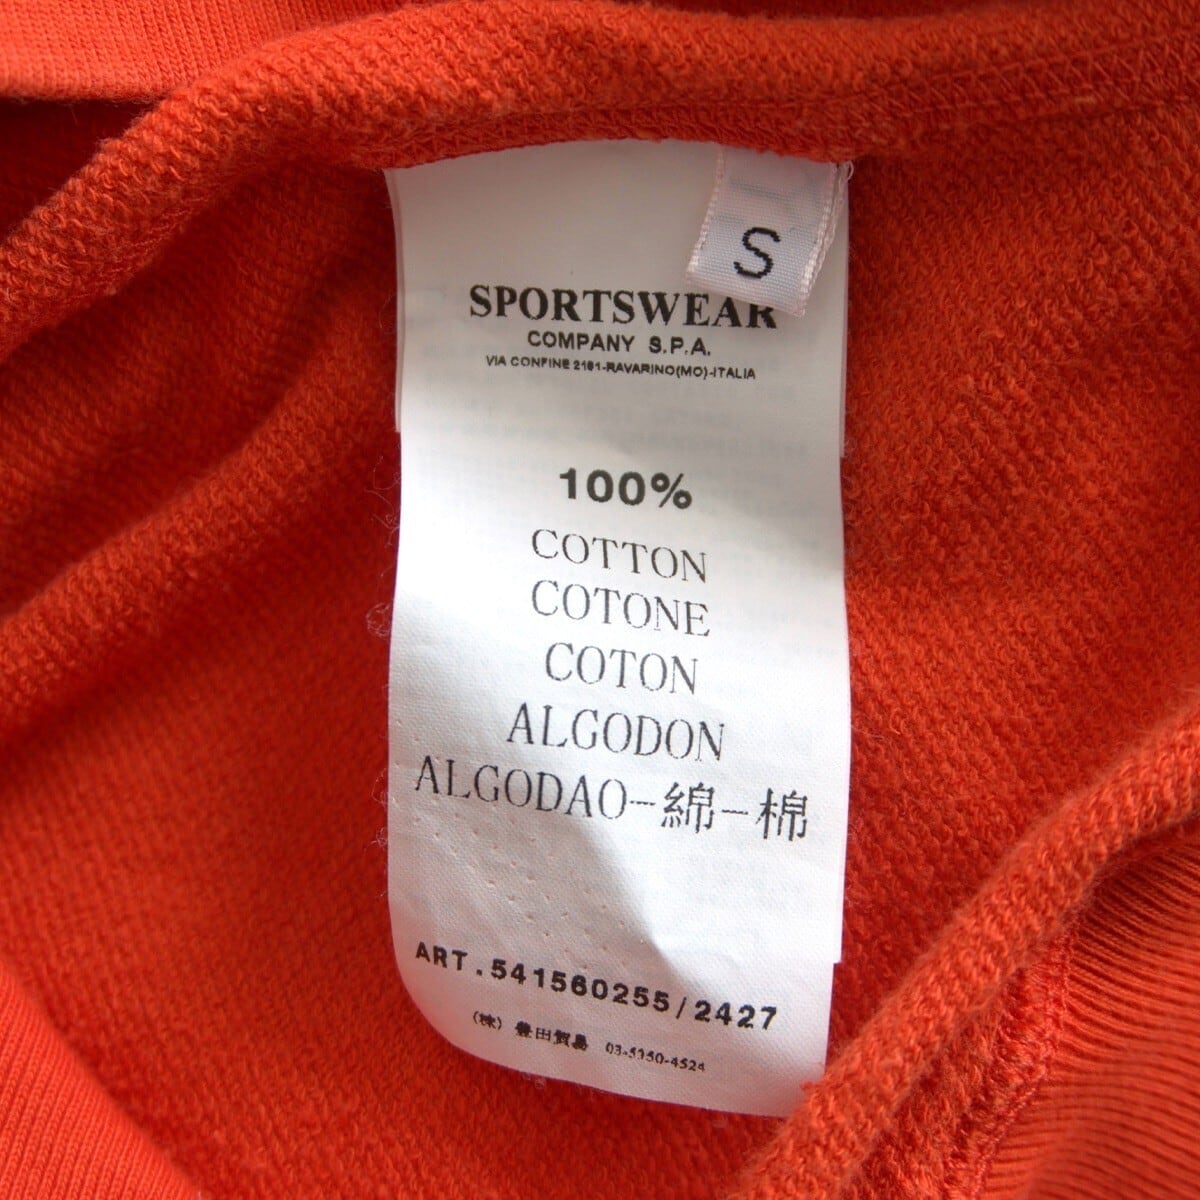 S
SPORTSWEAR
COMPANY S.P.A.
VIA CONFINE 2161-RAVARINO(MO)-ITALIA
100%
COTTON
COTONE
COTON
ALGODON
ALGODAO-綿-棉
ART.541560255/2427
(株) 豊田貿易 03-5350-4524